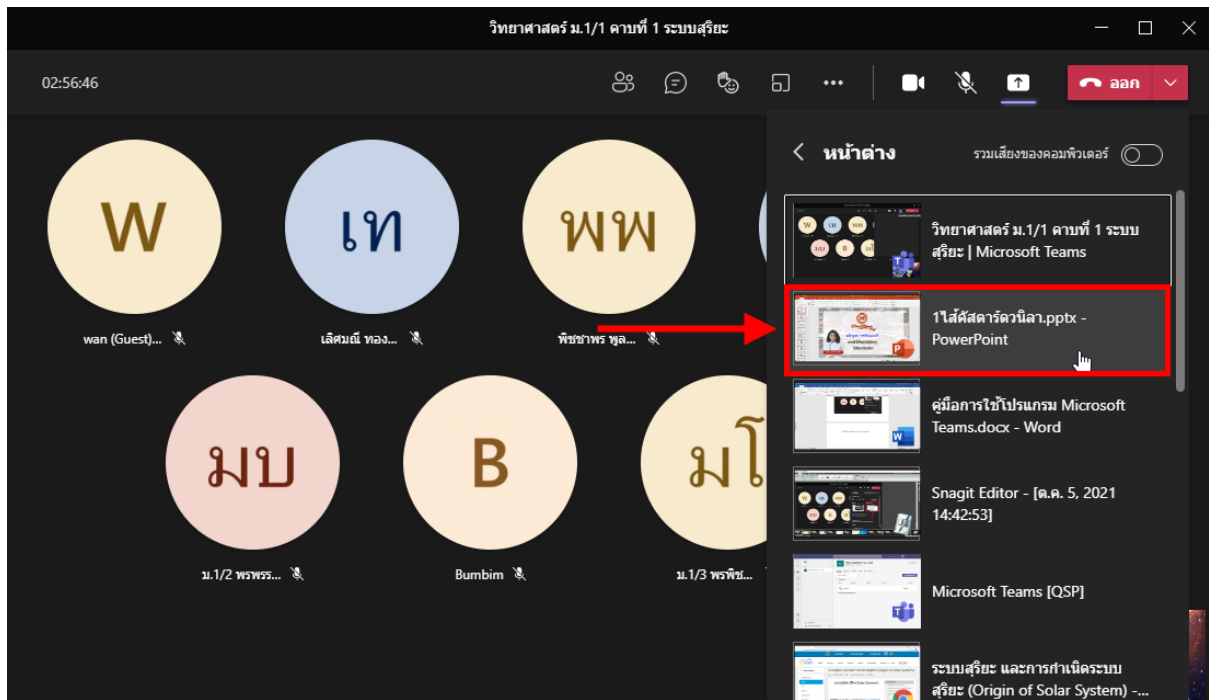 วิทยาศาสตร์ ม.1/1 คาบที่ 1 ระบบสุริยะ
02:56:46
ออก
หน้าต่าง
รวมเสียงของคอมพิวเตอร์
W
เท
พพ
wan (Guest)...
เลิศมณี ทอง...
พิชชาพร พูล...
มบ
B
มโ
ม.1/2 พรพรร...
Bumbim
ม.1/3 พรพิช...
วิทยาศาสตร์ ม.1/1 คาบที่ 1 ระบบ
สุริยะ | Microsoft Teams
1ไส้คัสตาร์ดวนิลา.pptx -
PowerPoint
คู่มือการใช้โปรแกรม Microsoft
Teams.docx - Word
Snagit Editor - [ต.ค. 5, 2021
14:42:53]
Microsoft Teams [QSP]
ระบบสุริยะ และการกำเนิดระบบ
สุริยะ (Origin of Solar System) -...